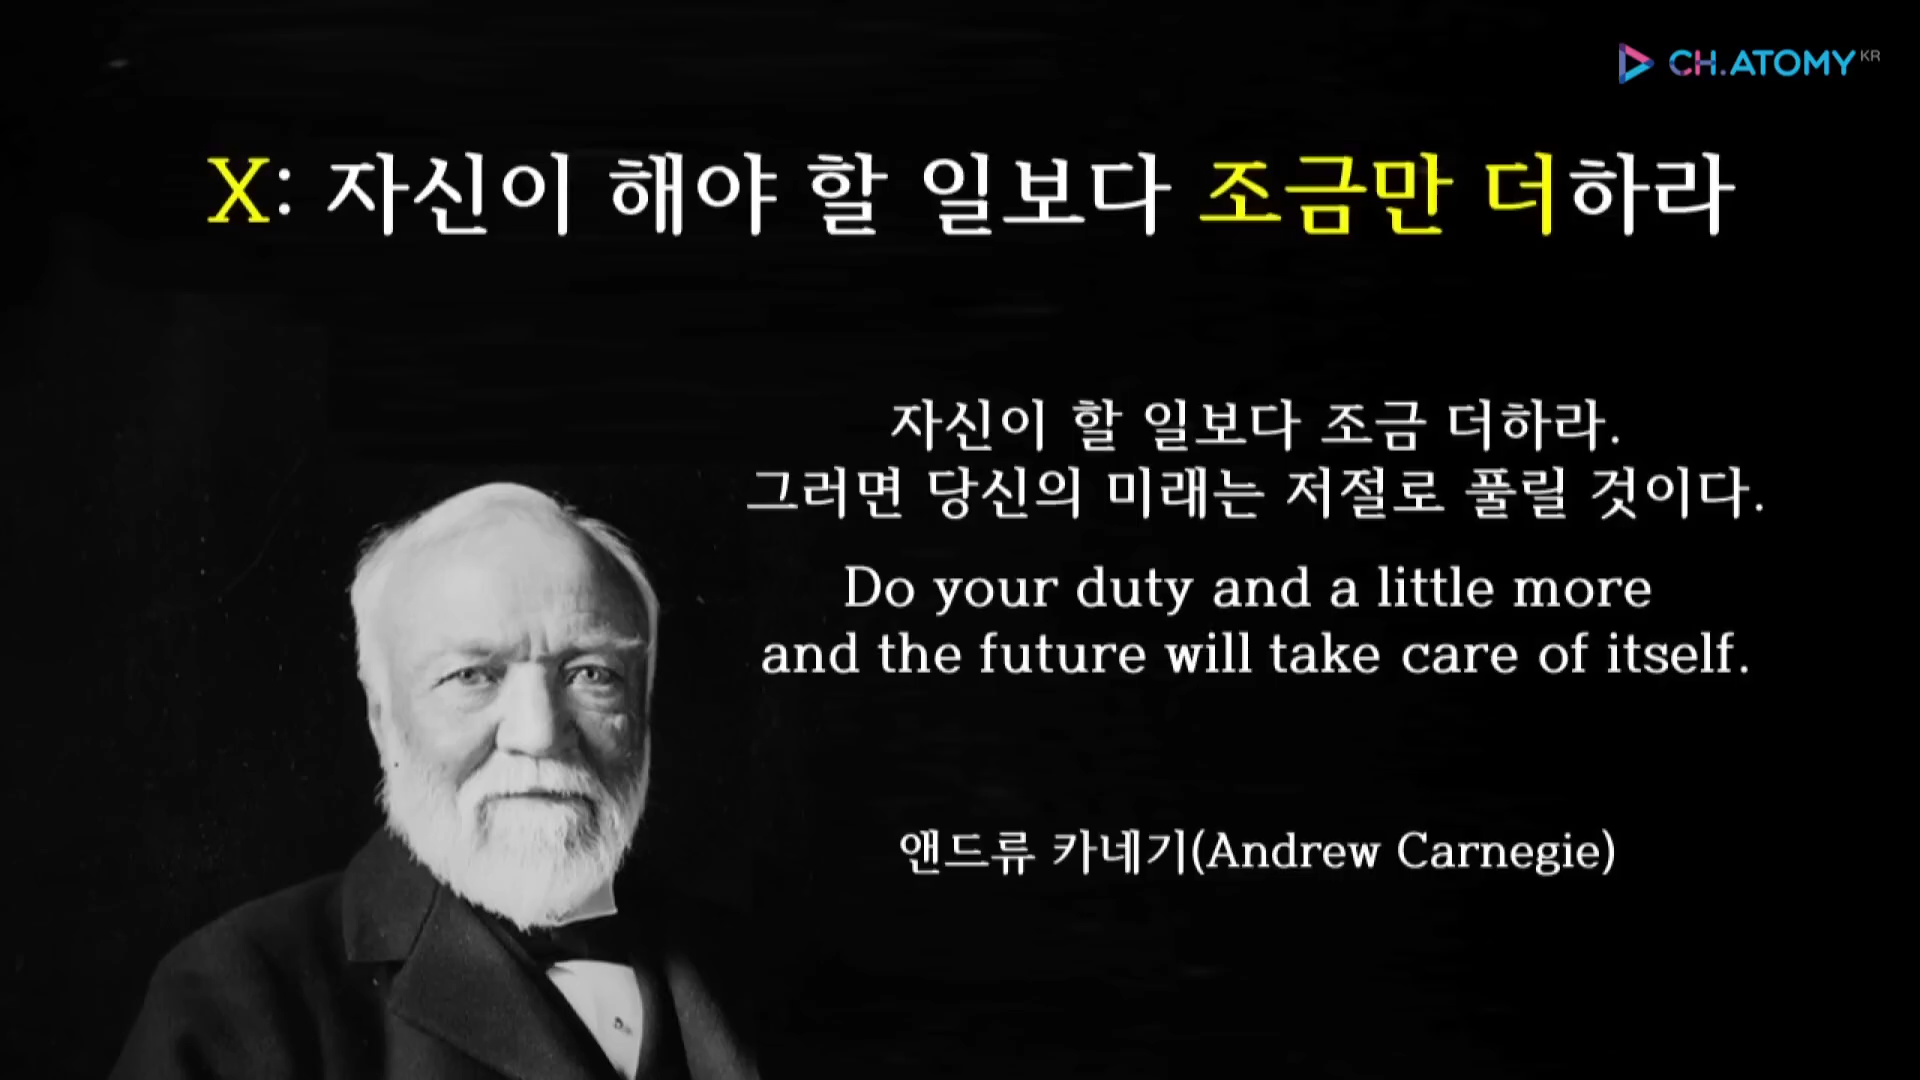 CH.ATOMY KR
X: 자신이 해야 할 일보다 조금만 더하라
자신이 할 일보다 조금 더하라.
그러면 당신의 미래는 저절로 풀릴 것이다.
Do your duty and a little more
and the future will take care of itself.
앤드류 카네기(Andrew Carnegie)